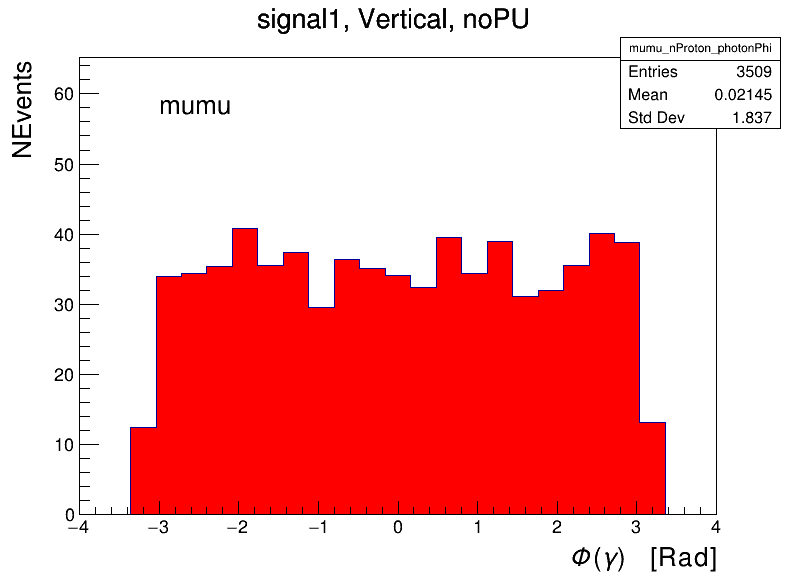 signal1, Vertical, noPU
mumu_nProton_photonPhi
Entries 3509
Mean 0.02145
Std Dev 1.837
NEvents
mumu
60
50
40
30
20
10
0
−4 −3 −2 −1 0 1 2 3 4
Φ(γ) [Rad]